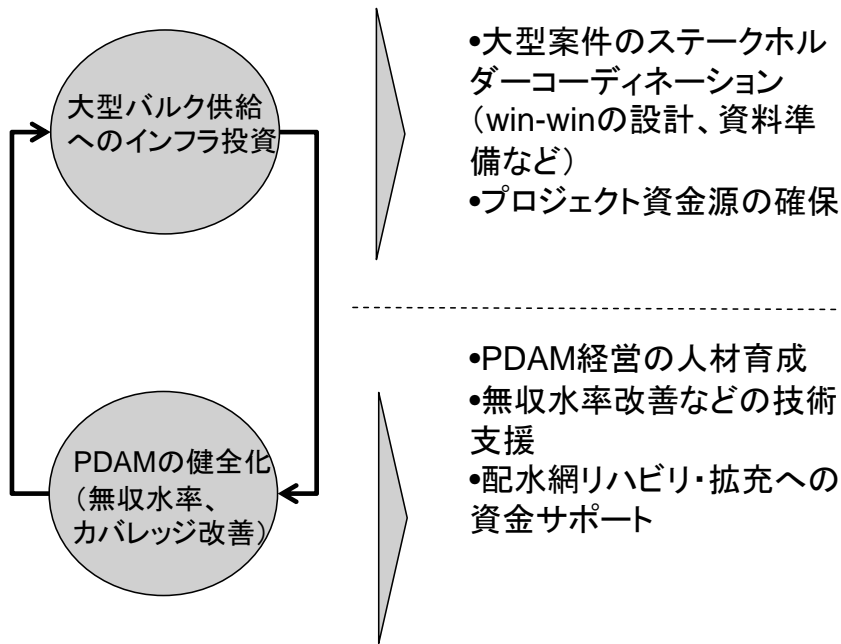 大型バルク供給
へのインフラ投資
•大型案件のステークホル
ダーコーディネーション
（win-winの設計、資料準
備など）
•プロジェクト資金源の確保
PDAMの健全化
（無収水率、
カバレッジ改善）
•PDAM経営の人材育成
•無収水率改善などの技術
支援
•配水網リハビリ・拡充への
資金サポート